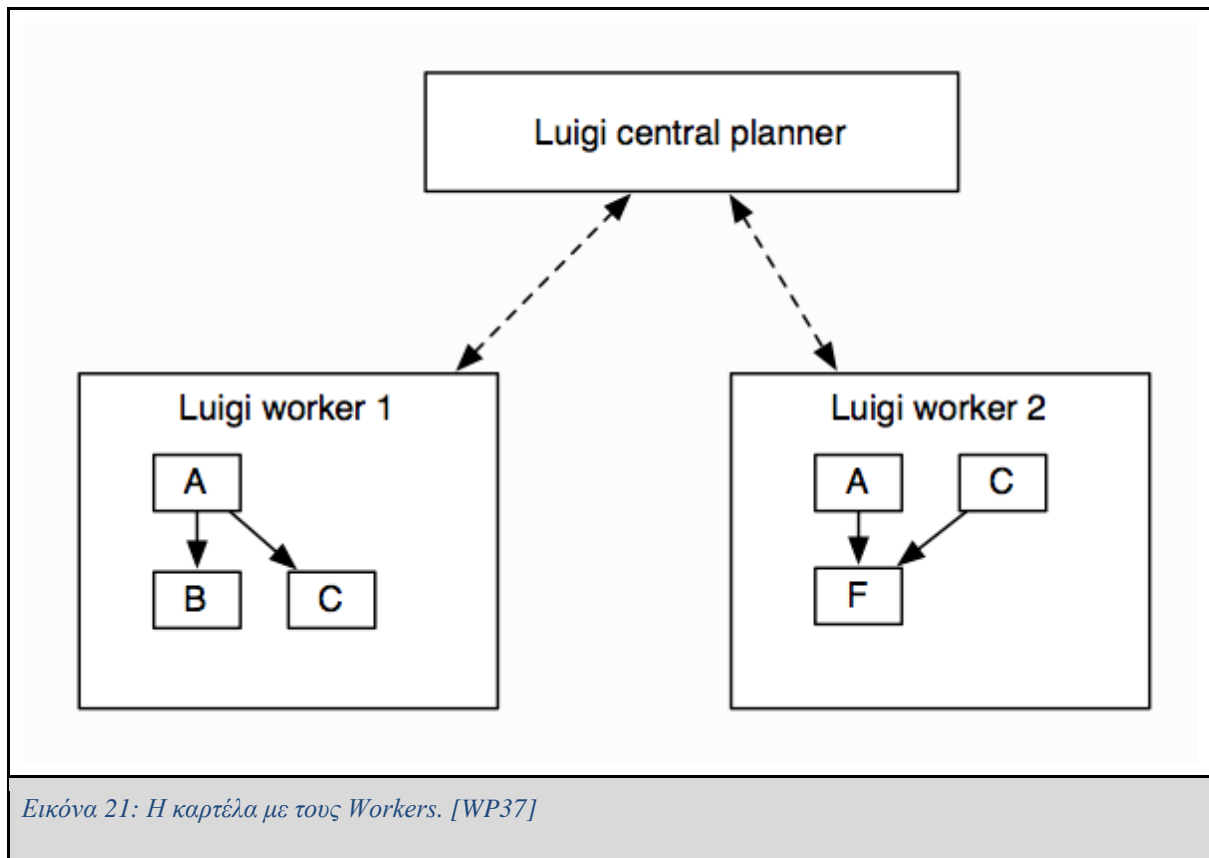 Luigi central planner
Luigi worker 1
A
B C
Luigi worker 2
A C
F
Εικόνα 21: Η καρτέλα με τους Workers. [WP37]